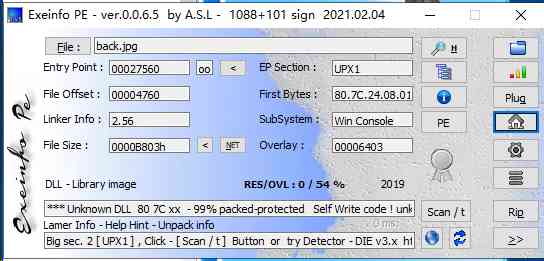 Exeinfo PE - ver.0.0.6.5 by A.S.L - 1088+101 sign 2021.02.04
File : back.jpg H
Entry Point : 00027560 oo < EP Section : UPX1
File Offset : 00004760 First Bytes : 80.7C.24.08.01 Plug
Linker Info : 2.56 SubSystem : Win Console PE
File Size : 0000B803h < NET Overlay : 00006403
Exeinfo Pe
DLL - Library image RES/OVL : 0 / 54 % 2019
*** Unknown DLL 80 7C xx - 99% packed-protected Self Write code ! unk Scan / t Rip
Lamer Info - Help Hint - Unpack info 0 ms.
Big sec. 2 [ UPX1 ] , Click - [ Scan / t ] Button or try Detector - DIE v3.x ht >>